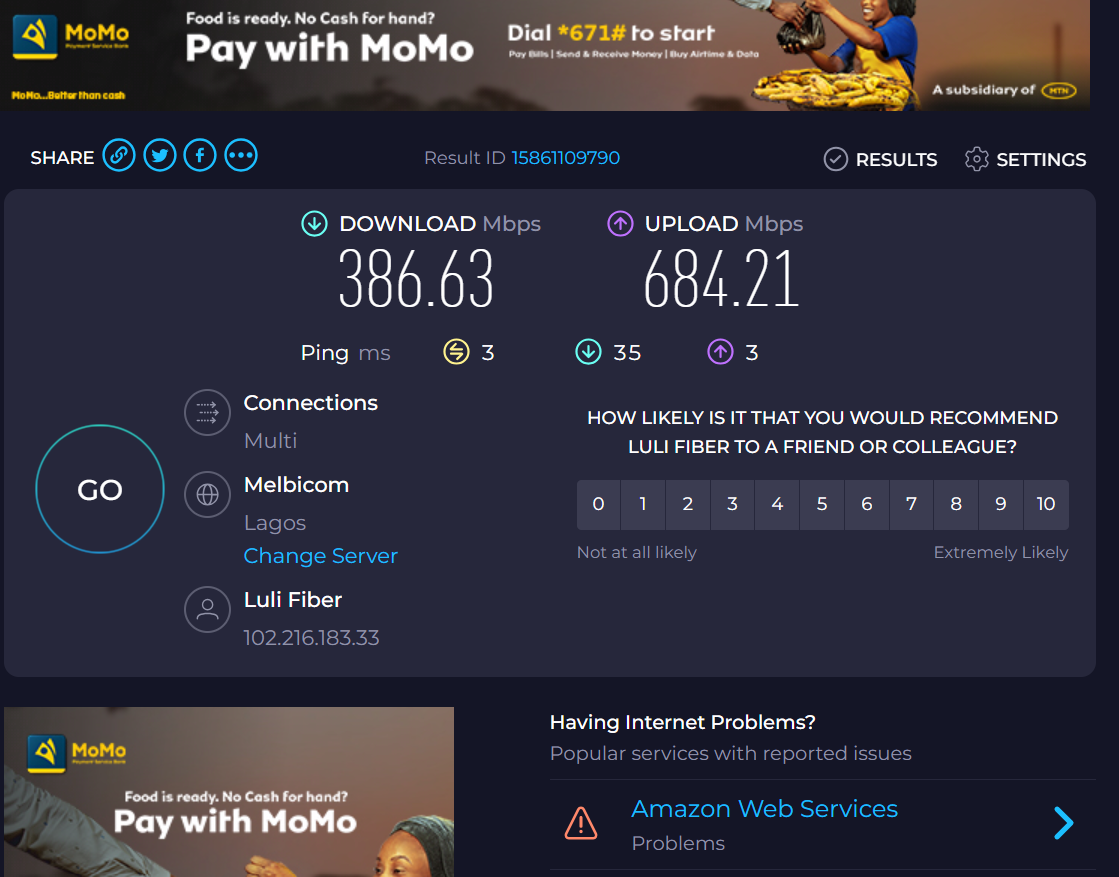 MoMo
Payment Service Bank
MoMo...Better than cash
Food is ready. No Cash for hand?
Pay with MoMo
Dial *671# to start
Pay Bills | Send & Receive Money | Buy Airtime & Data
A subsidiary of MTN
SHARE
Result ID 15861109790
RESULTS
SETTINGS
DOWNLOAD Mbps
386.63
UPLOAD Mbps
684.21
Ping ms
3
35
3
GO
Connections
Multi
Melbicom
Lagos
Change Server
Luli Fiber
102.216.183.33
HOW LIKELY IS IT THAT YOU WOULD RECOMMEND
LULI FIBER TO A FRIEND OR COLLEAGUE?
0 1 2 3 4 5 6 7 8 9 10
Not at all likely
Extremely Likely
MoMo
Payment Service Bank
Food is ready. No Cash for hand?
Pay with MoMo
Having Internet Problems?
Popular services with reported issues
Amazon Web Services
Problems